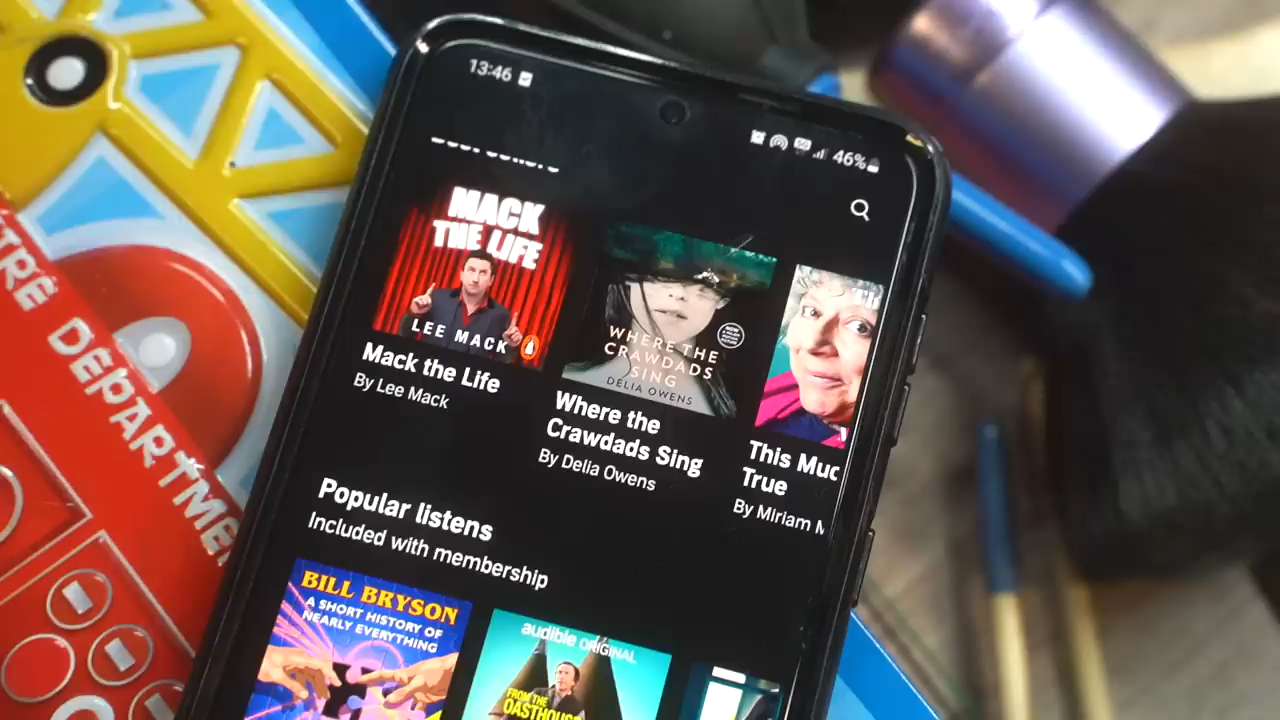 13:46
46%
MACK
THE LIFE
LEE MACK
Mack the Life
By Lee Mack
WHERE THE
CRAWDADS
SING
DELIA OWENS
NOW
Where the
Crawdads Sing
By Delia Owens
This Muc
True
By Miriam M
Popular listens
Included with membership
BILL BRYSON
A SHORT HISTORY OF
NEARLY EVERYTHING
audible ORIGINAL
FROM THE
OASTHOUSE
TRE DEPARTME